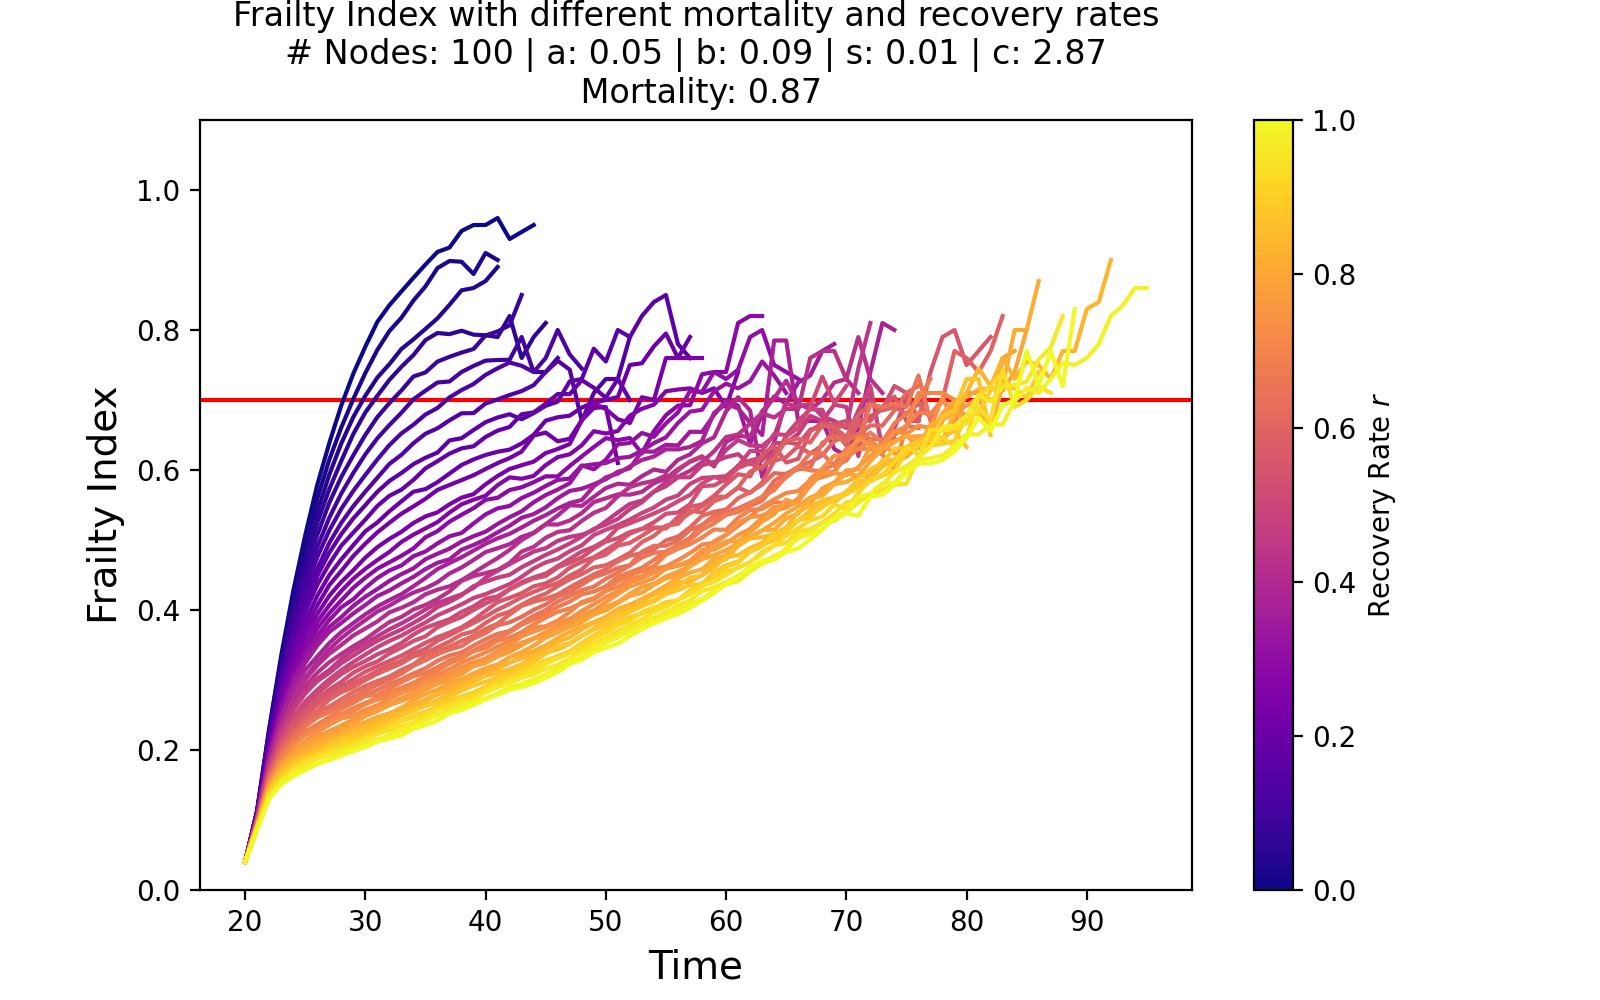 Frailty Index with different mortality and recovery rates
# Nodes: 100 | a: 0.05 | b: 0.09 | s: 0.01 | c: 2.87
Mortality: 0.87
Frailty Index
1.0
0.8
0.6
0.4
0.2
0.0
20 30 40 50 60 70 80 90
Time
1.0
0.8
0.6
0.4
0.2
0.0
Recovery Rate r